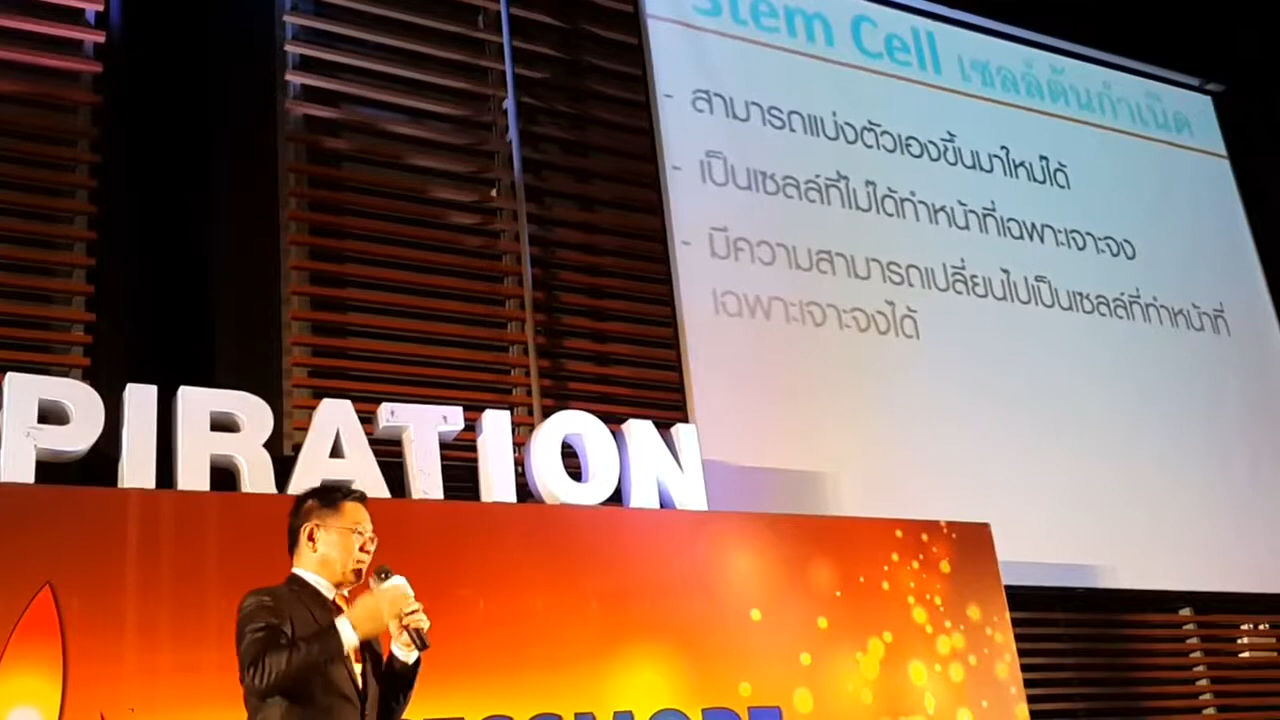 Stem Cell เซลล์ต้นกำเนิด
- สามารถแบ่งตัวเองขึ้นมาใหม่ได้
- เป็นเซลล์ที่ไม่ได้ทำหน้าที่เฉพาะเจาะจง
- มีความสามารถเปลี่ยนไปเป็นเซลล์ที่ทำหน้าที่
เฉพาะเจาะจงได้
PIRATION